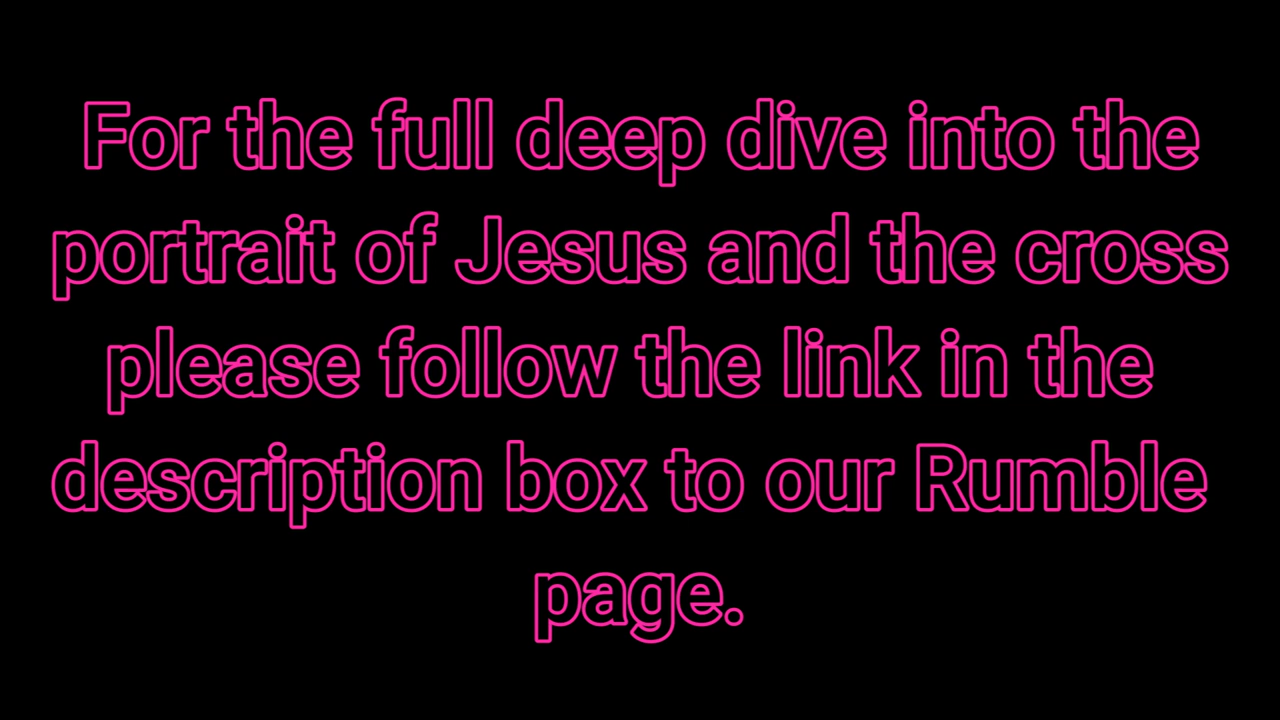 For the full deep dive into the
portrait of Jesus and the cross
please follow the link in the
description box to our Rumble
page.